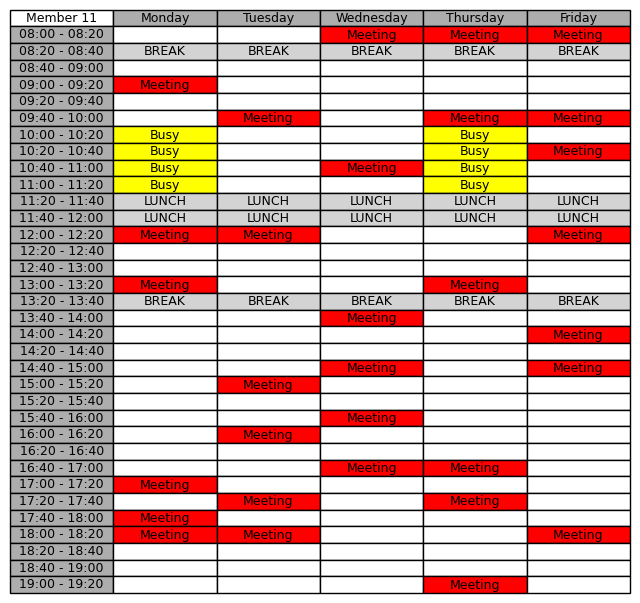 Member 11 Monday Tuesday Wednesday Thursday Friday
08:00 - 08:20 Meeting Meeting Meeting
08:20 - 08:40 BREAK BREAK BREAK BREAK BREAK
08:40 - 09:00
09:00 - 09:20 Meeting
09:20 - 09:40
09:40 - 10:00 Meeting Meeting Meeting
10:00 - 10:20 Busy Busy
10:20 - 10:40 Busy Busy Meeting
10:40 - 11:00 Busy Meeting Busy
11:00 - 11:20 Busy Busy
11:20 - 11:40 LUNCH LUNCH LUNCH LUNCH LUNCH
11:40 - 12:00 LUNCH LUNCH LUNCH LUNCH LUNCH
12:00 - 12:20 Meeting Meeting Meeting
12:20 - 12:40
12:40 - 13:00
13:00 - 13:20 Meeting Meeting
13:20 - 13:40 BREAK BREAK BREAK BREAK BREAK
13:40 - 14:00 Meeting
14:00 - 14:20 Meeting
14:20 - 14:40
14:40 - 15:00 Meeting Meeting
15:00 - 15:20 Meeting
15:20 - 15:40
15:40 - 16:00 Meeting
16:00 - 16:20 Meeting
16:20 - 16:40
16:40 - 17:00 Meeting Meeting
17:00 - 17:20 Meeting
17:20 - 17:40 Meeting Meeting
17:40 - 18:00 Meeting
18:00 - 18:20 Meeting Meeting Meeting
18:20 - 18:40
18:40 - 19:00
19:00 - 19:20 Meeting